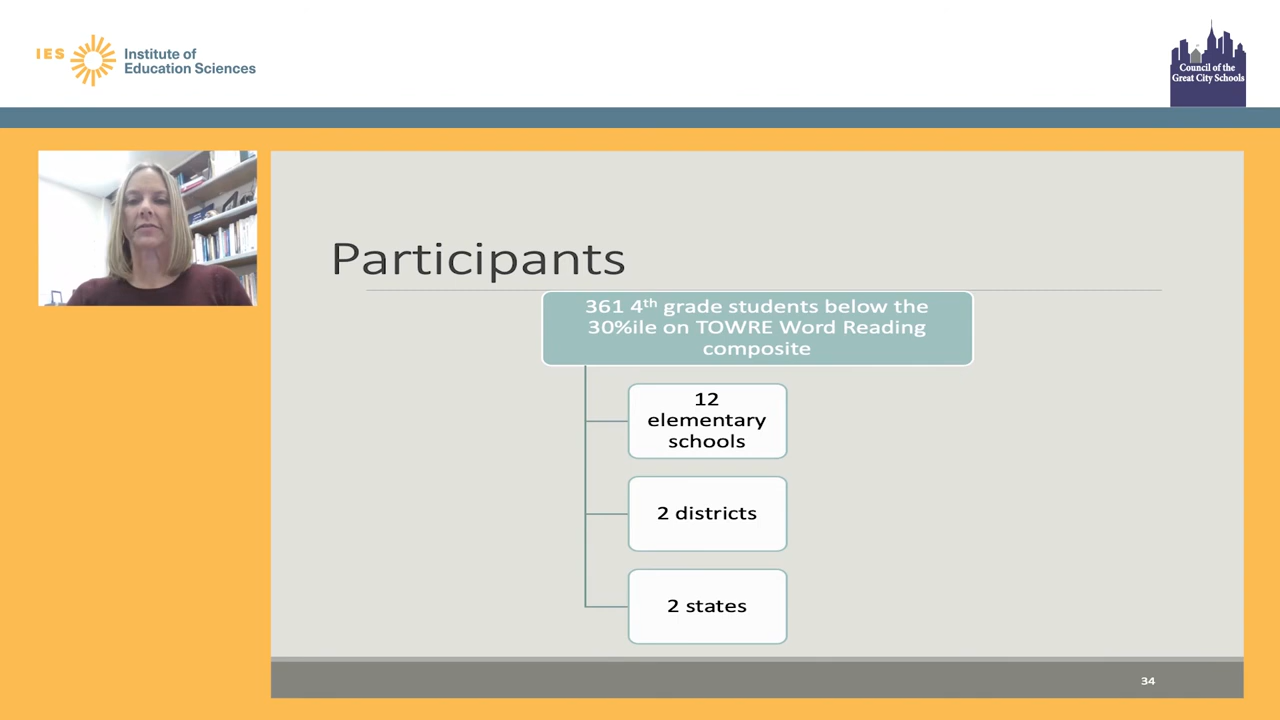 IES
Institute of
Education Sciences
Council of the
Great City Schools
Participants
361 4th grade students below the
30%ile on TOWRE Word Reading
composite
12
elementary
schools
2 districts
2 states
34